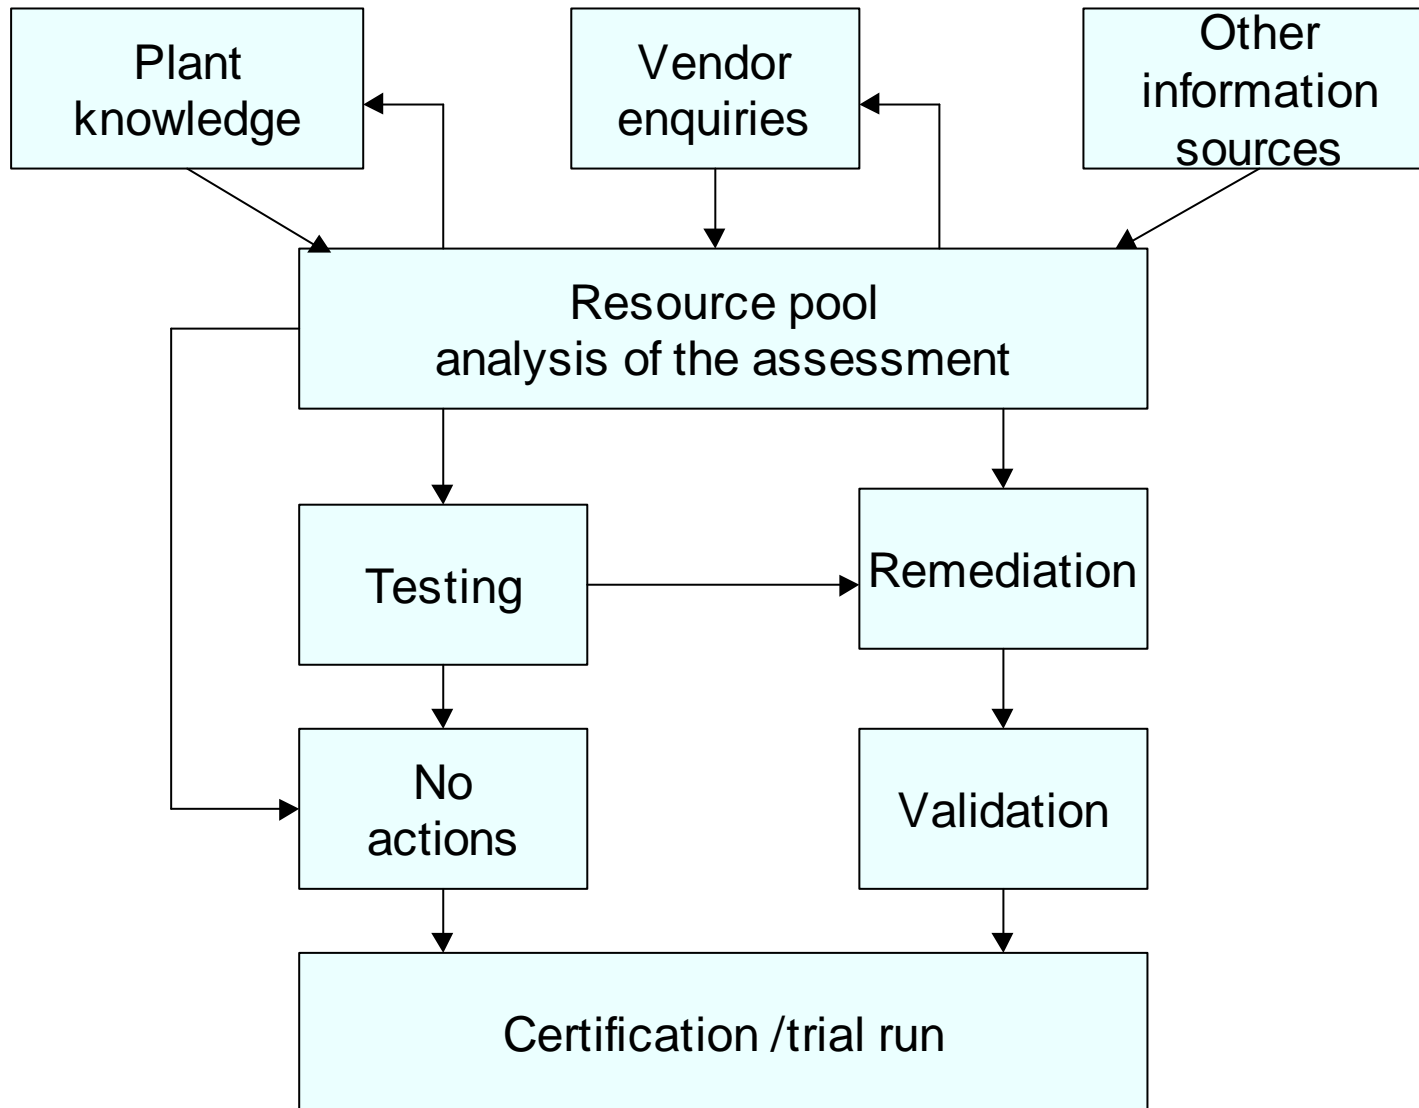 Plant
knowledge
Vendor
enquiries
Other
information
sources
Resource pool
analysis of the assessment
Testing
Remediation
No
actions
Validation
Certification /trial run